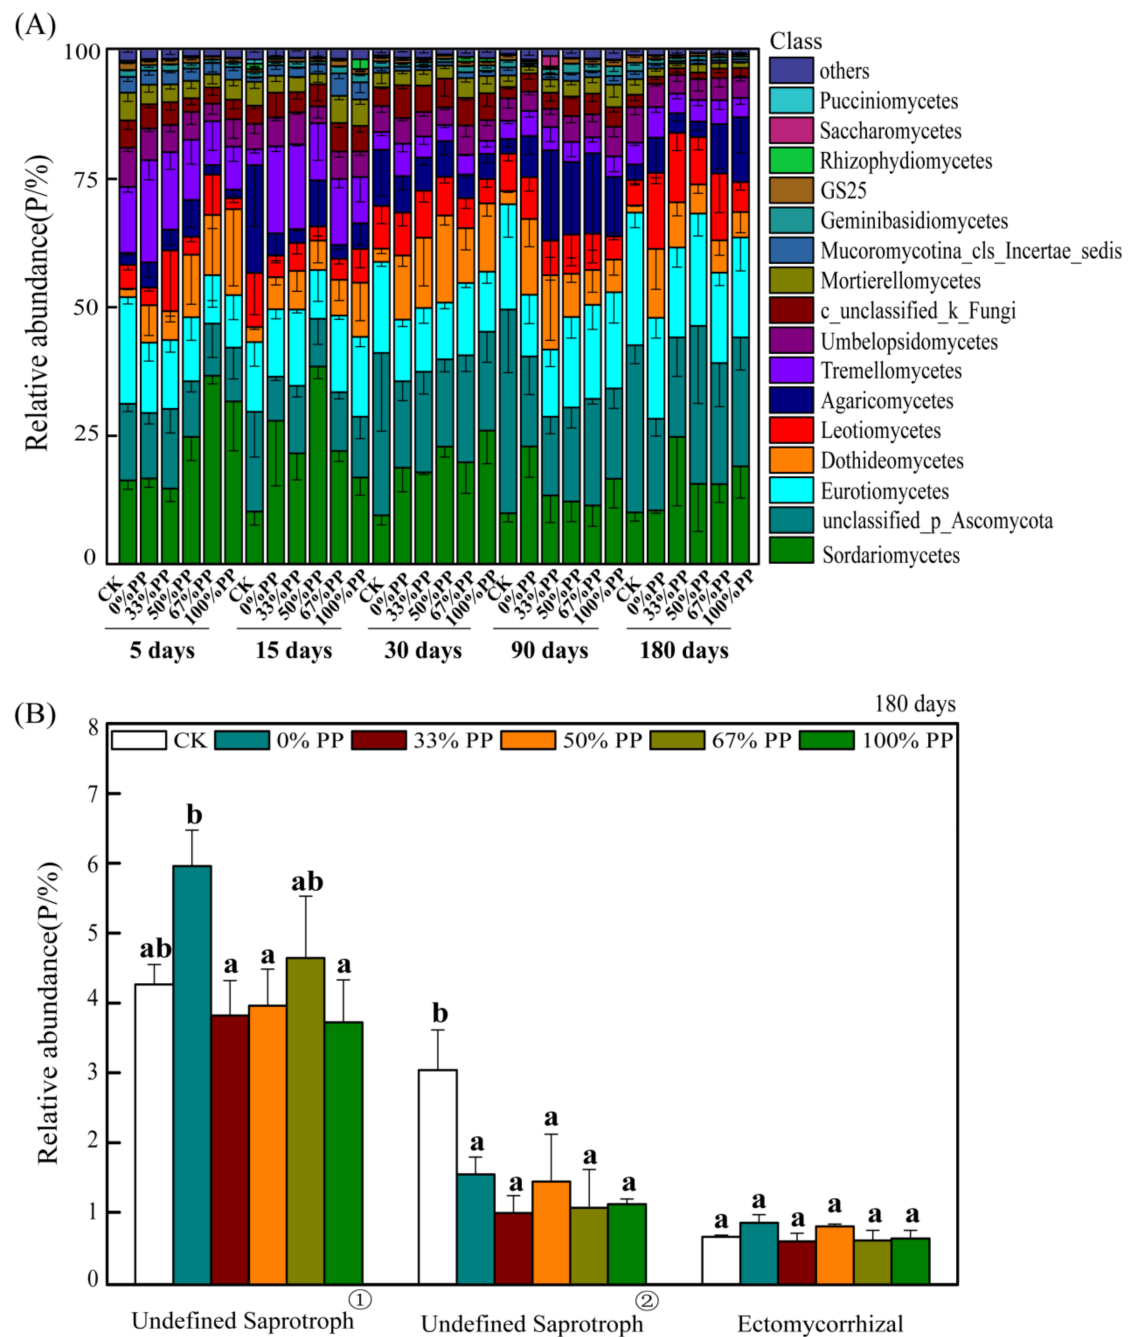 (A)
Class
100
75
50
25
0
Relative abundance(P/%)
others
Pucciniomycetes
Saccharomycetes
Rhizophydiomycetes
GS25
Geminibasidiomycetes
Mucoromycotina_cls_Incertae_sedis
Mortierellomycetes
c_unclassified_k_Fungi
Umbelopsidomycetes
Tremellomycetes
Agaricomycetes
Leotiomycetes
Dothideomycetes
Eurotiomycetes
unclassified_p_Ascomycota
Sordariomycetes
CK 0%PP 33%PP 50%PP 67%PP 100%PP CK 0%PP 33%PP 50%PP 67%PP 100%PP CK 0%PP 33%PP 50%PP 67%PP 100%PP CK 0%PP 33%PP 50%PP 67%PP 100%PP CK 0%PP 33%PP 50%PP 67%PP 100%PP
5 days 15 days 30 days 90 days 180 days
(B)
180 days
CK 0% PP 33% PP 50% PP 67% PP 100% PP
8
7
6
5
4
3
2
1
0
Relative abundance(P/%)
ab b a a ab a
b a a a a a
a a a a a a
Undefined Saprotroph ① Undefined Saprotroph ② Ectomycorrhizal